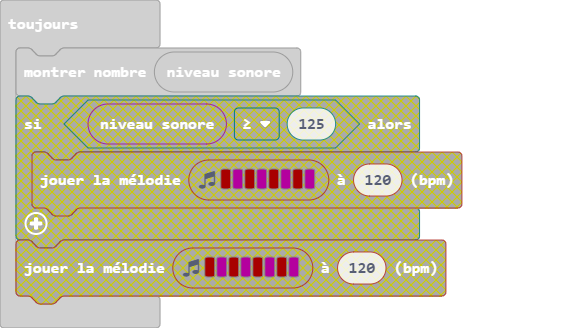 toujours
montrer nombre niveau sonore
si niveau sonore ≥ 125 alors
jouer la mélodie à 120 (bpm)
jouer la mélodie à 120 (bpm)